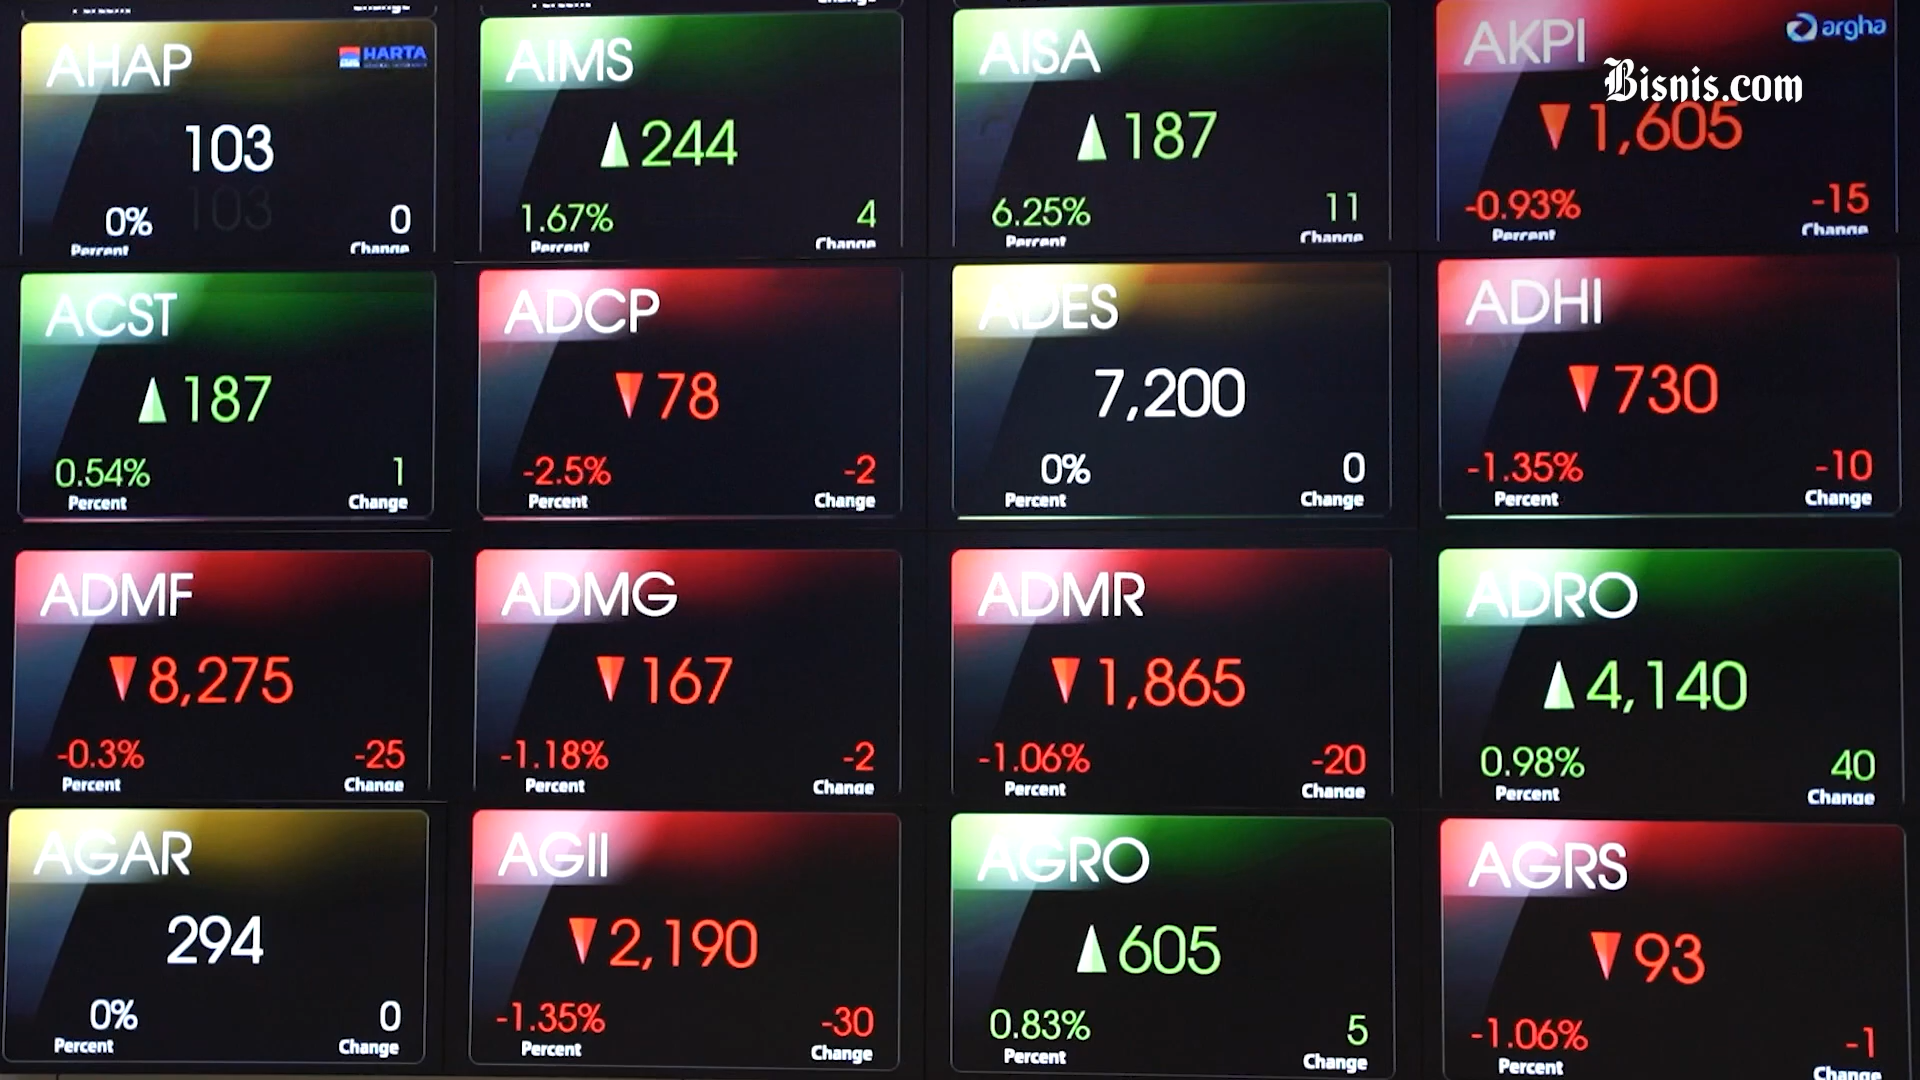 Change
AHAP
HARTA
103
0%
0
Percent
Change
AIMS
244
1.67%
4
Percent
Change
AISA
187
6.25%
11
Percent
Change
AKPI
argha
Bisnis.com
1,605
-0.93%
-15
Percent
Change
ACST
187
0.54%
1
Percent
Change
ADCP
78
-2.5%
-2
Percent
Change
ADES
7,200
0%
0
Percent
Change
ADHI
730
-1.35%
-10
Percent
Change
ADMF
8,275
-0.3%
-25
Percent
Change
ADMG
167
-1.18%
-2
Percent
Change
ADMR
1,865
-1.06%
-20
Percent
Change
ADRO
4,140
0.98%
40
Percent
Change
AGAR
294
0%
0
Percent
Change
AGII
2,190
-1.35%
-30
Percent
Change
AGRO
605
0.83%
5
Percent
Change
AGRS
93
-1.06%
-1
Percent
Change